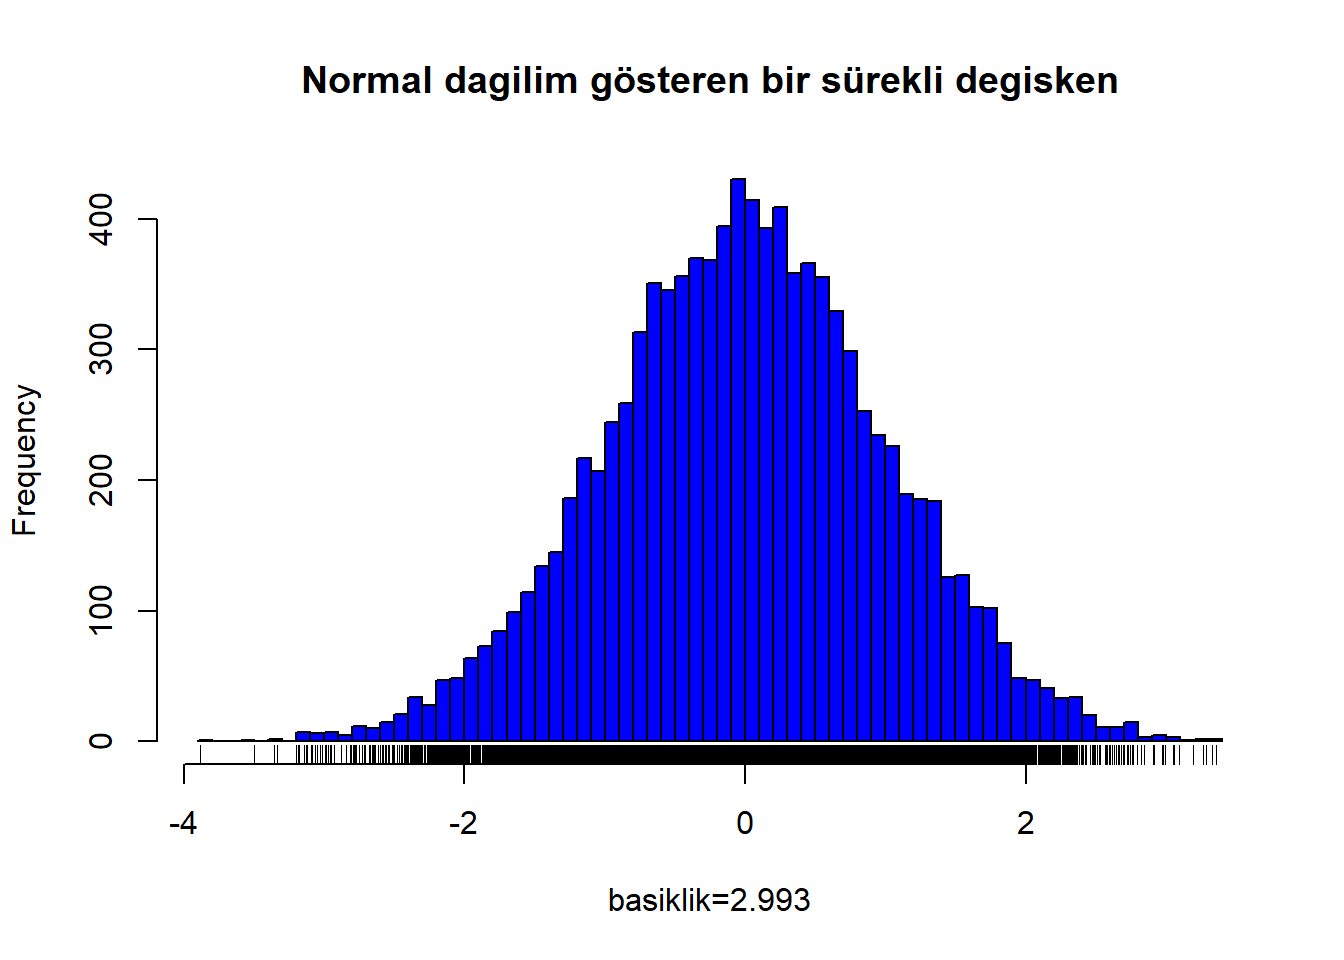 Normal dagilim gösteren bir sürekli degisken
Frequency
400
300
200
100
0
-4 -2 0 2
basiklik=2.993